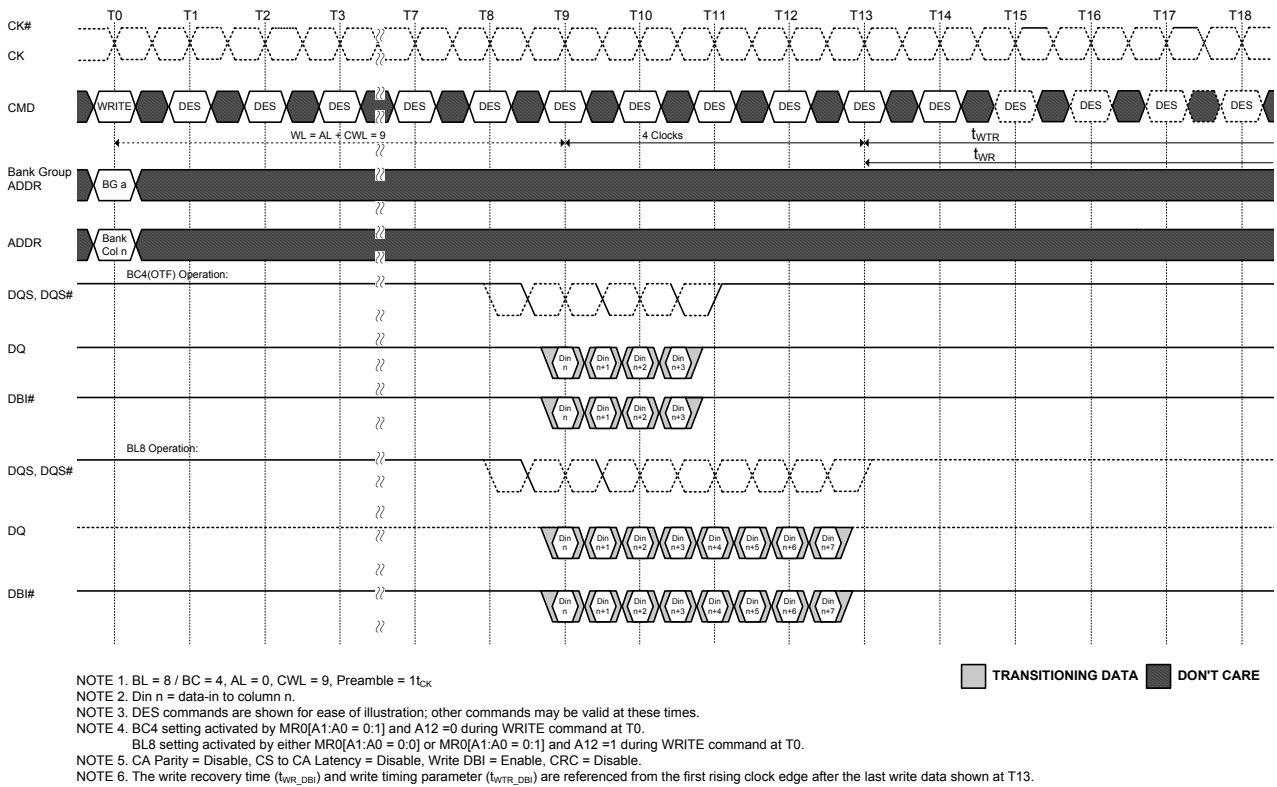 T0 T1 T2 T3 T7 T8 T9 T10 T11 T12 T13 T14 T15 T16 T17 T18
CK#
CK
CMD WRITE DES DES DES DES DES DES DES DES DES DES DES DES DES DES DES
WL = AL + CWL = 9 4 Clocks tWTR
tWR
Bank Group
ADDR
BG a
ADDR
Bank
Col n
BC4(OTF) Operation:
DQS, DQS#
DQ
Din n Din n+1 Din n+2 Din n+3
DBI#
Din n Din n+1 Din n+2 Din n+3
BL8 Operation:
DQS, DQS#
DQ
Din n Din n+1 Din n+2 Din n+3 Din n+4 Din n+5 Din n+6 Din n+7
DBI#
Din n Din n+1 Din n+2 Din n+3 Din n+4 Din n+5 Din n+6 Din n+7
TRANSITIONING DATA DON'T CARE
NOTE 1. BL = 8 / BC = 4, AL = 0, CWL = 9, Preamble = 1tCK
NOTE 2. Din n = data-in to column n.
NOTE 3. DES commands are shown for ease of illustration; other commands may be valid at these times.
NOTE 4. BC4 setting activated by MR0[A1:A0 = 0:1] and A12 =0 during WRITE command at T0.
BL8 setting activated by either MR0[A1:A0 = 0:0] or MR0[A1:A0 = 0:1] and A12 =1 during WRITE command at T0.
NOTE 5. CA Parity = Disable, CS to CA Latency = Disable, Write DBI = Enable, CRC = Disable.
NOTE 6. The write recovery time (tWR_DBI) and write timing parameter (tWTR_DBI) are referenced from the first rising clock edge after the last write data shown at T13.